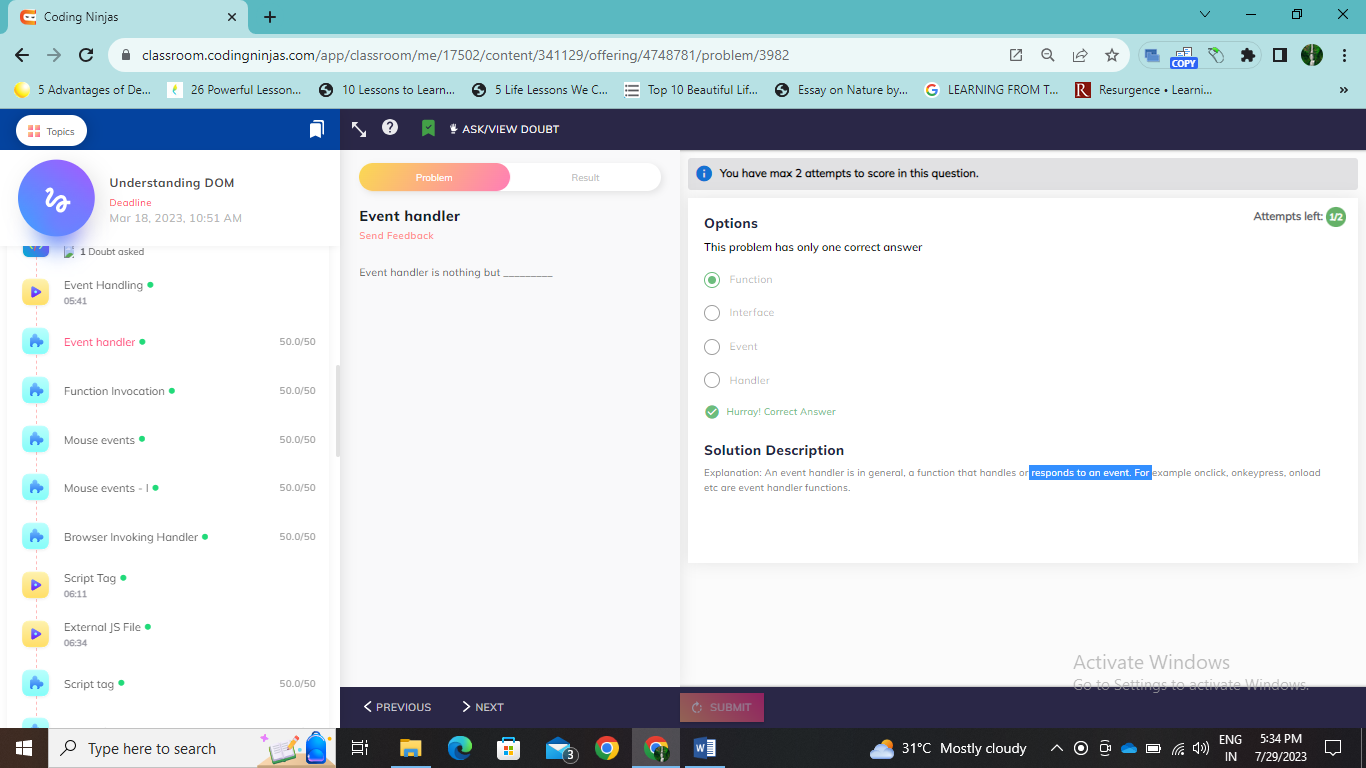 Coding Ninjas
classroom.codingninjas.com/app/classroom/me/17502/content/341129/offering/4748781/problem/3982
COPY
5 Advantages of De...
26 Powerful Lesson...
10 Lessons to Learn...
5 Life Lessons We C...
Top 10 Beautiful Lif...
Essay on Nature by...
LEARNING FROM T...
Resurgence • Learni...
»
Topics
ASK/VIEW DOUBT
Understanding DOM
Deadline
Mar 18, 2023, 10:51 AM
1 Doubt asked
Event Handling
05:41
Event handler
50.0/50
Function Invocation
50.0/50
Mouse events
50.0/50
Mouse events - I
50.0/50
Browser Invoking Handler
50.0/50
Script Tag
06:11
External JS File
06:34
Script tag
50.0/50
Problem
Result
Event handler
Send Feedback
Event handler is nothing but _________
You have max 2 attempts to score in this question.
Options
Attempts left: 1/2
This problem has only one correct answer
Function
Interface
Event
Handler
Hurray! Correct Answer
Solution Description
Explanation: An event handler is in general, a function that handles or responds to an event. For example onclick, onkeypress, onload
etc are event handler functions.
Activate Windows
Go to Settings to activate Windows.
PREVIOUS
NEXT
SUBMIT
Type here to search
3
31°C Mostly cloudy
ENG
IN
5:34 PM
7/29/2023